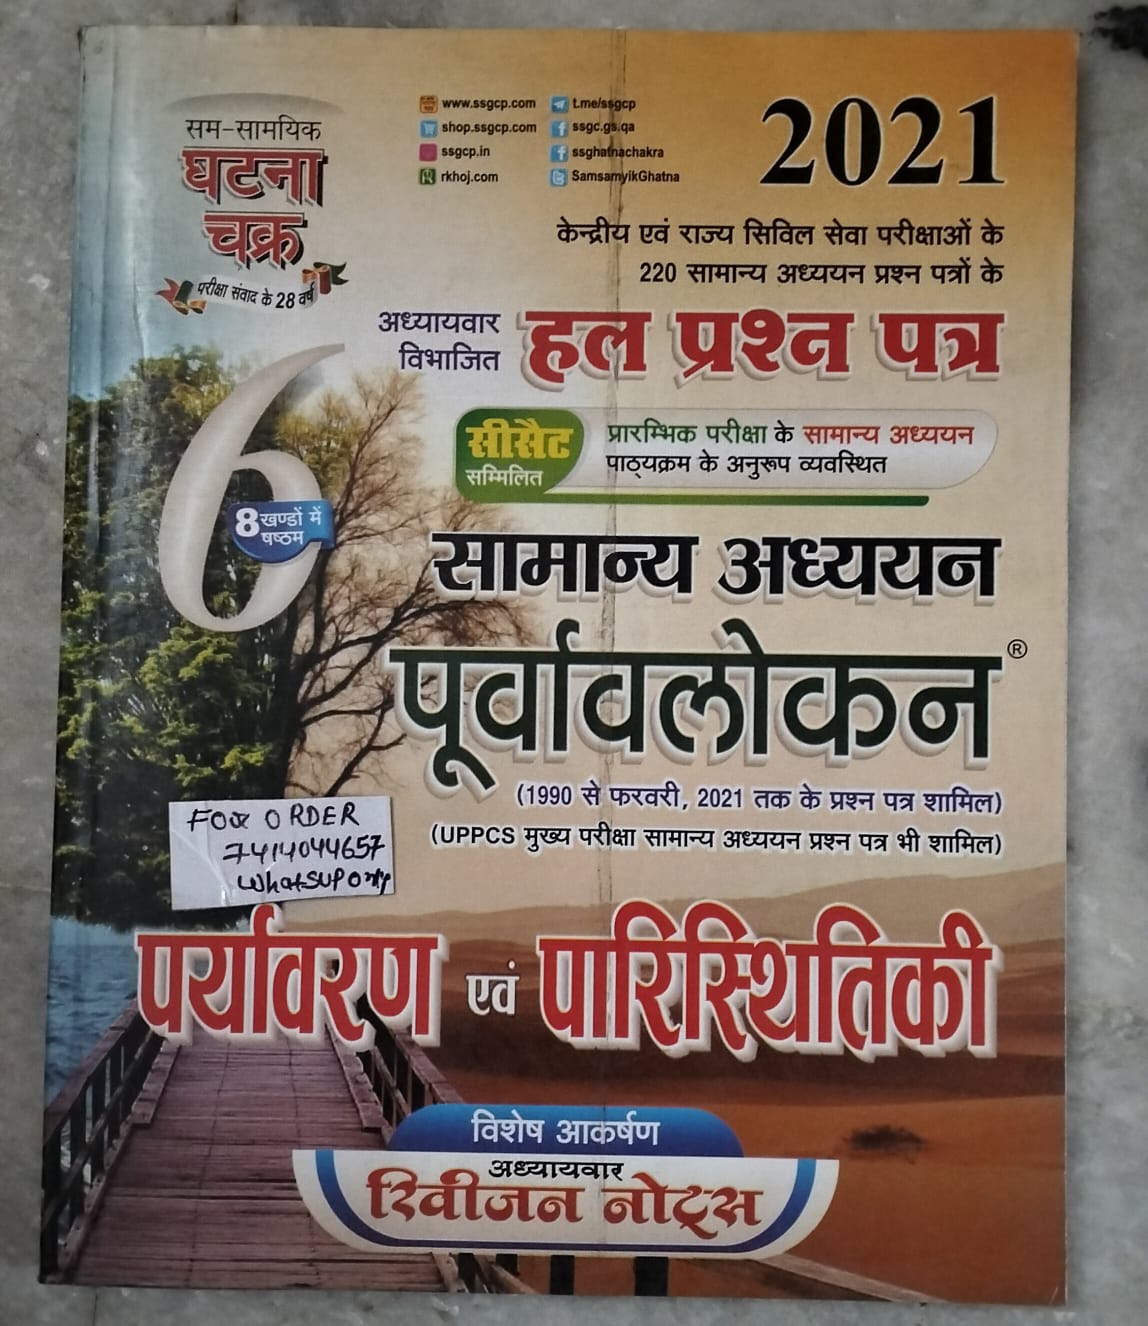 सम-सामयिक
घटना
चक्र
परीक्षा संवाद के 28 वर्ष
www.ssgcp.com
shop.ssgcp.com
ssgcp.in
rkhoj.com
t.me/ssgcp
ssgc.gs.qa
ssghatnachakra
SamsamyikGhatna
2021
केन्द्रीय एवं राज्य सिविल सेवा परीक्षाओं के
220 सामान्य अध्ययन प्रश्न पत्रों के
अध्यायवार
विभाजित
हल प्रश्न पत्र
सीसैट
सम्मिलित
प्रारम्भिक परीक्षा के सामान्य अध्ययन
पाठ्यक्रम के अनुरूप व्यवस्थित
6
8 खण्डों में
षष्ठम
सामान्य अध्ययन
पूर्वावलोकन®
(1990 से फरवरी, 2021 तक के प्रश्न पत्र शामिल)
(UPPCS मुख्य परीक्षा सामान्य अध्ययन प्रश्न पत्र भी शामिल)
FOR ORDER
7414044657
WhatSUP Only
पर्यावरण एवं पारिस्थितिकी
विशेष आकर्षण
अध्यायवार
रिवीजन नोट्स